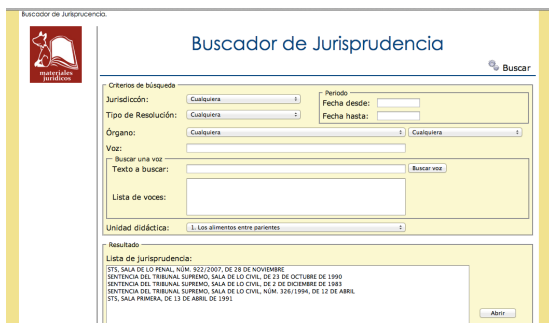 Buscador de Jurisprucencia.
materiales
jurídicos
Buscador de Jurisprudencia
Buscar
Criterios de búsqueda
Jurisdiccón: Cualquiera
Periodo
Fecha desde:
Tipo de Resolución: Cualquiera
Fecha hasta:
Órgano: Cualquiera Cualquiera
Voz:
Buscar una voz
Texto a buscar: Buscar voz
Lista de voces:
Unidad didáctica: 1. Los alimentos entre parientes
Resultado
Lista de jurisprudencia:
STS, SALA DE LO PENAL, NÚM. 922/2007, DE 28 DE NOVIEMBRE
SENTENCIA DEL TRIBUNAL SUPREMO, SALA DE LO CIVIL, DE 23 DE OCTUBRE DE 1990
SENTENCIA DEL TRIBUNAL SUPREMO, SALA DE LO CIVIL, DE 2 DE DICIEMBRE DE 1983
SENTENCIA DEL TRIBUNAL SUPREMO, SALA DE LO CIVIL, NÚM. 326/1994, DE 12 DE ABRIL
STS, SALA PRIMERA, DE 13 DE ABRIL DE 1991
Abrir